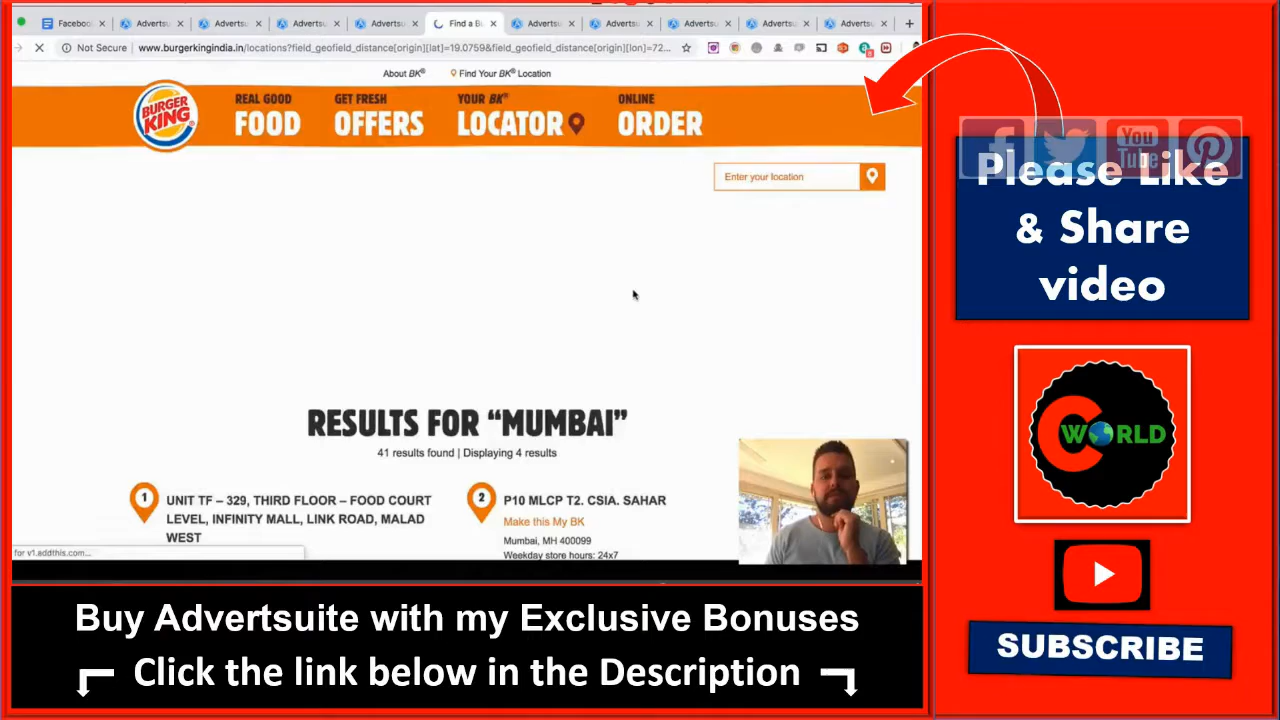 Facebook
Advertsu
Advertsu
Advertsu
Advertsu
Find a Bu
Advertsu
Advertsu
Advertsu
Advertsu
Advertsu
Not Secure
www.burgerkingindia.in/locations?field_geofield_distance[origin][lat]=19.0759&field_geofield_distance[origin][lon]=72...
About BK®
Find Your BK® Location
BURGER
KING
REAL GOOD
FOOD
GET FRESH
OFFERS
YOUR BK®
LOCATOR
ONLINE
ORDER
Enter your location
RESULTS FOR “MUMBAI”
41 results found | Displaying 4 results
1
UNIT TF – 329, THIRD FLOOR – FOOD COURT
LEVEL, INFINITY MALL, LINK ROAD, MALAD
WEST
2
P10 MLCP T2. CSIA. SAHAR
Make this My BK
Mumbai, MH 400099
Weekday store hours: 24x7
for v1.addthis.com...
You
Tube
Please Like
& Share
video
C WORLD
SUBSCRIBE
Buy Advertsuite with my Exclusive Bonuses
Click the link below in the Description